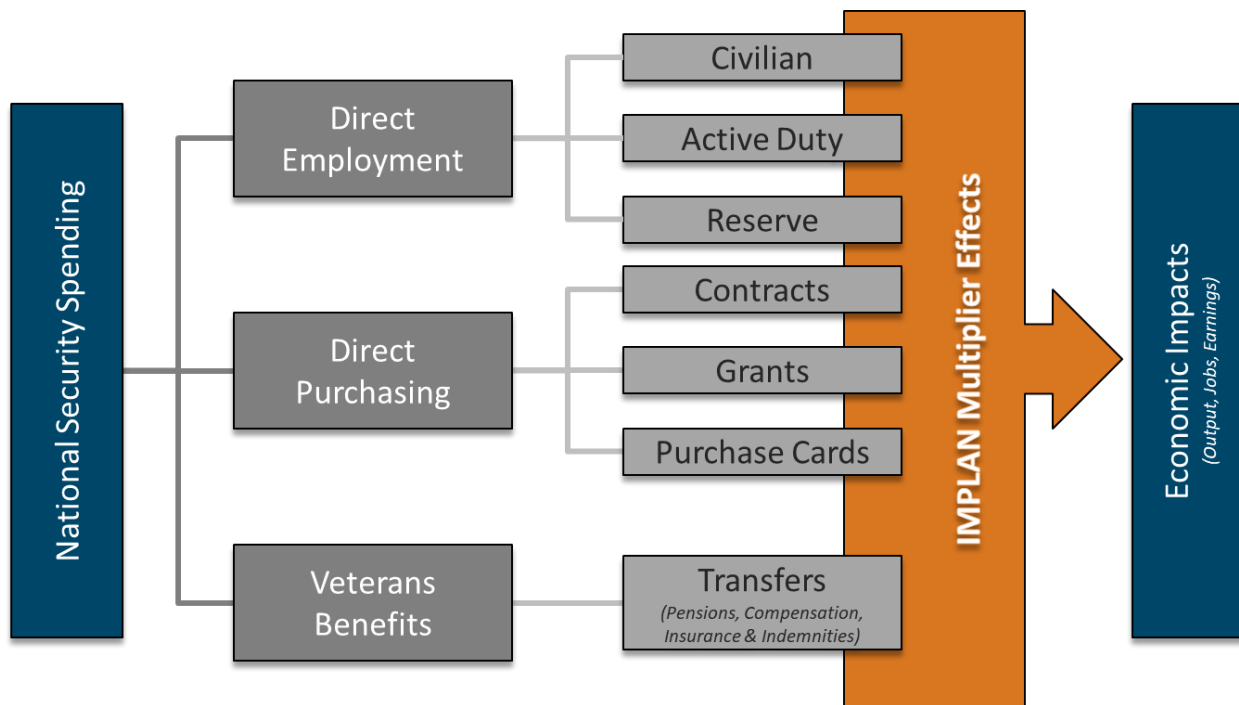 National Security Spending
Direct
Employment
Civilian
Active Duty
Reserve
Direct
Purchasing
Contracts
Grants
Purchase Cards
Veterans
Benefits
Transfers
(Pensions, Compensation,
Insurance & Indemnities)
IMPLAN Multiplier Effects
Economic Impacts
(Output, Jobs, Earnings)